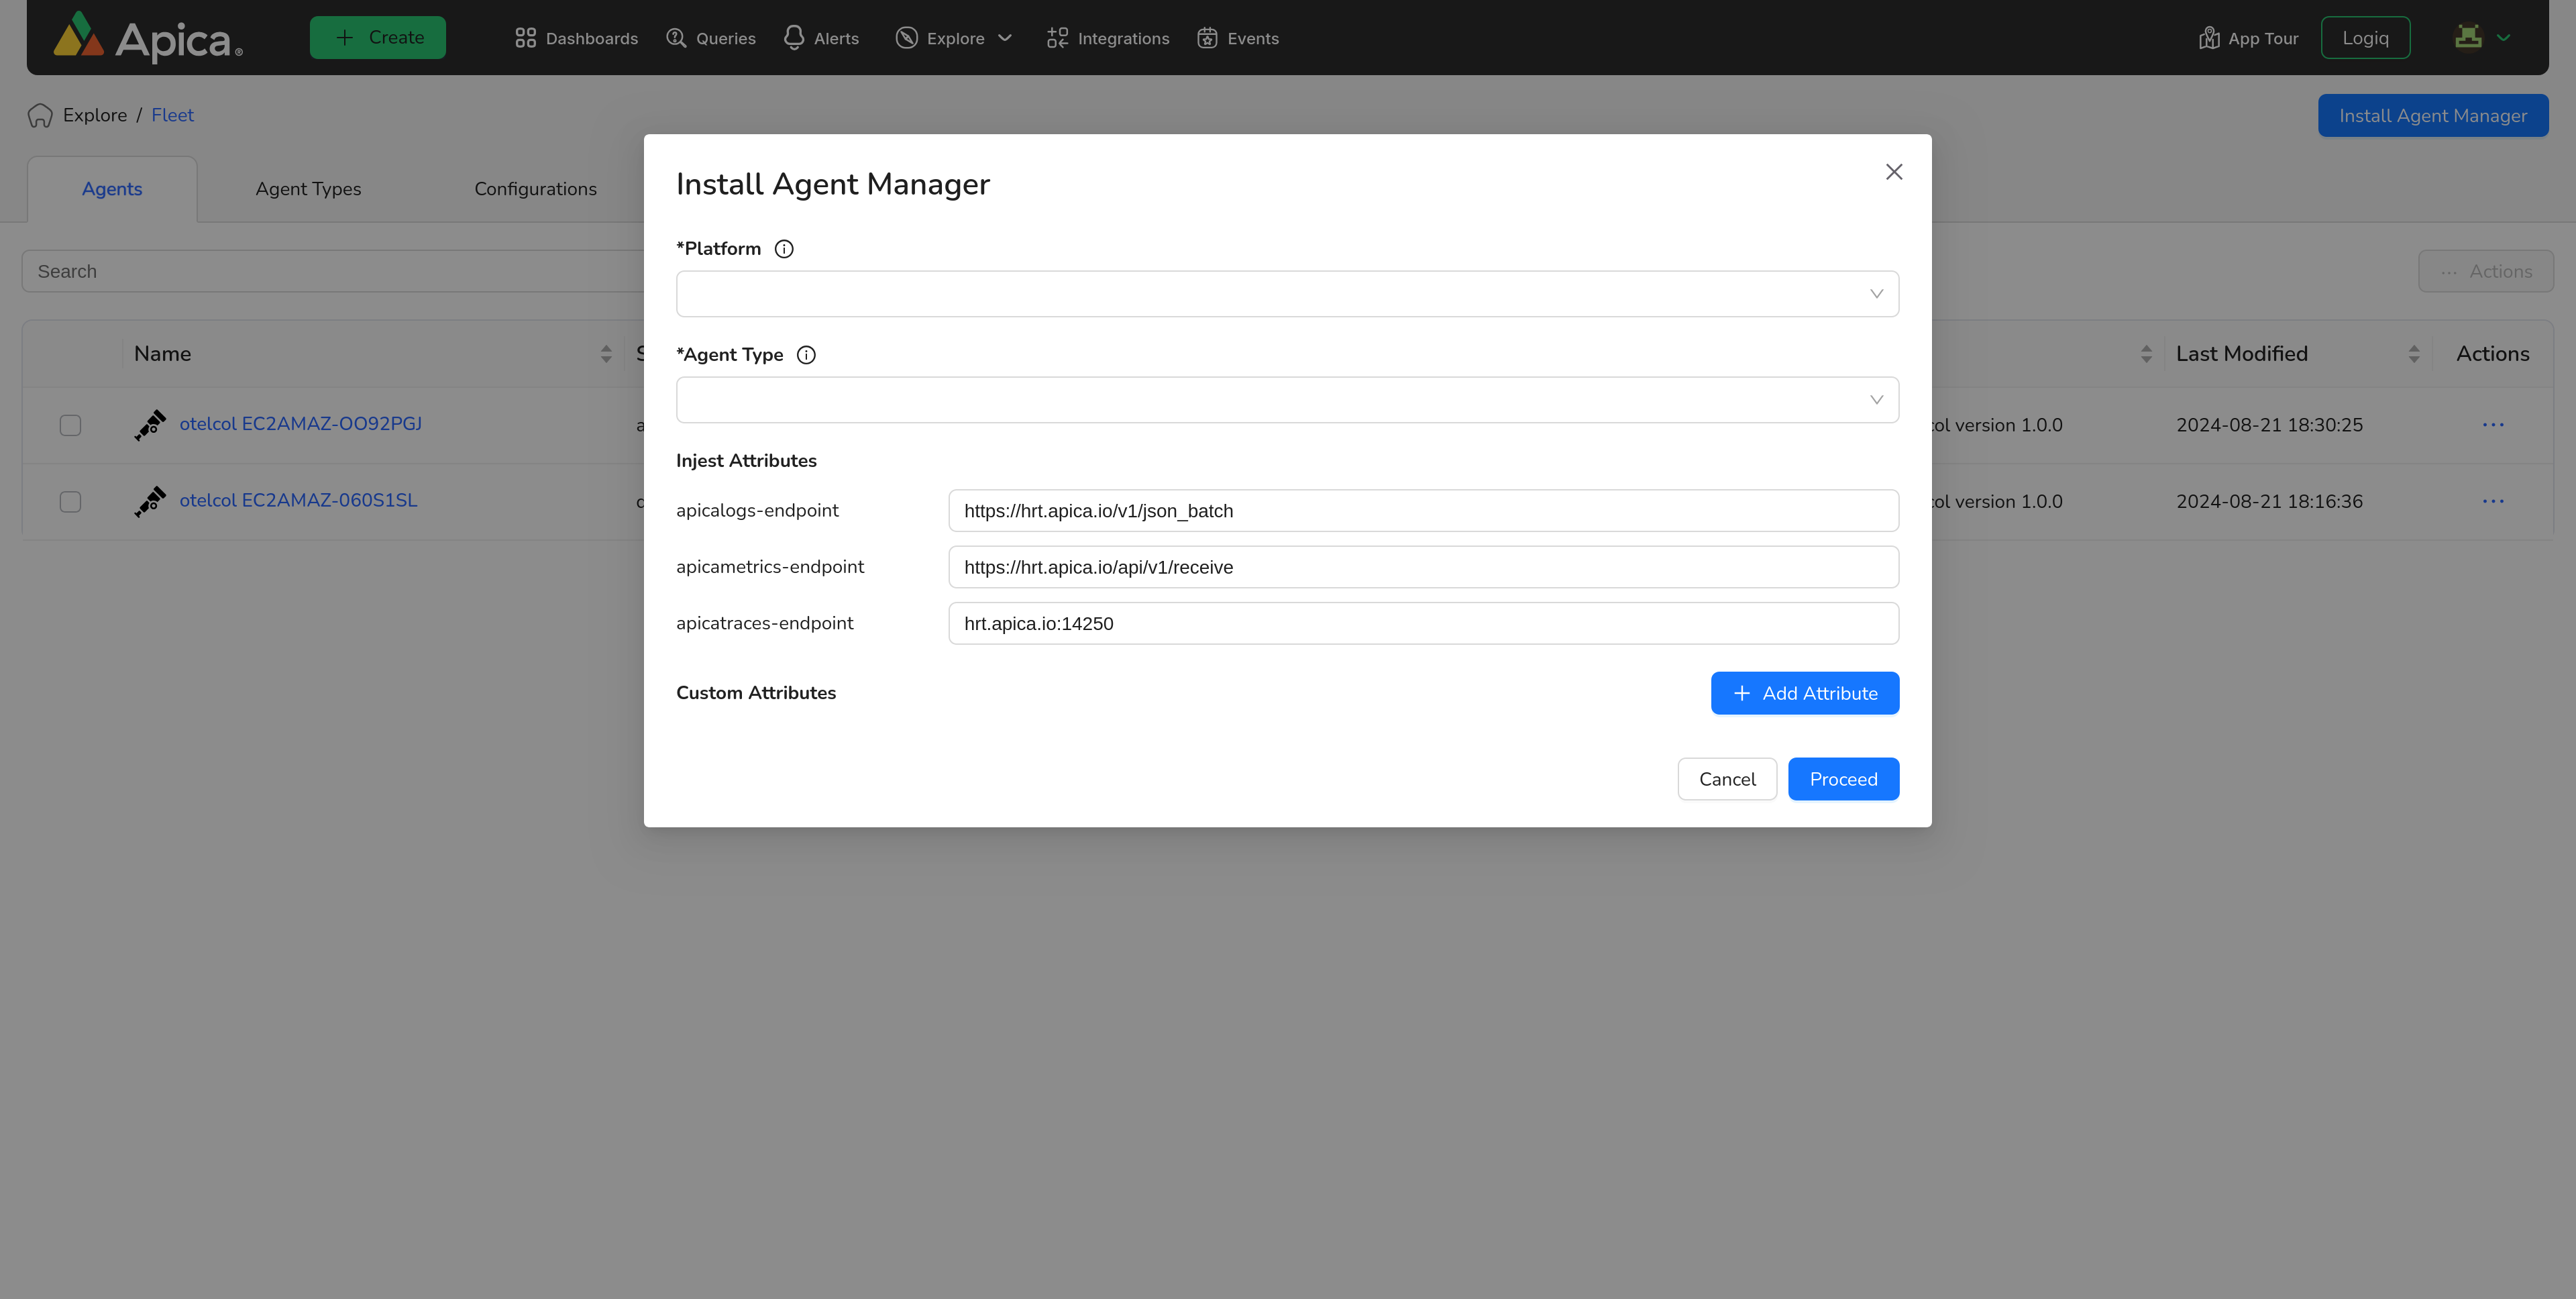 Apica®
+ Create
Dashboards
Queries
Alerts
Explore
Integrations
Events
App Tour
Logiq
Explore / Fleet
Install Agent Manager
Agents
Agent Types
Configurations
Search
... Actions
Name
Last Modified
Actions
otelcol EC2AMAZ-OO92PGJ
col version 1.0.0
2024-08-21 18:30:25
...
otelcol EC2AMAZ-060S1SL
col version 1.0.0
2024-08-21 18:16:36
...
Install Agent Manager
*Platform
*Agent Type
Injest Attributes
apicalogs-endpoint
https://hrt.apica.io/v1/json_batch
apicametrics-endpoint
https://hrt.apica.io/api/v1/receive
apicatraces-endpoint
hrt.apica.io:14250
Custom Attributes
+ Add Attribute
Cancel
Proceed